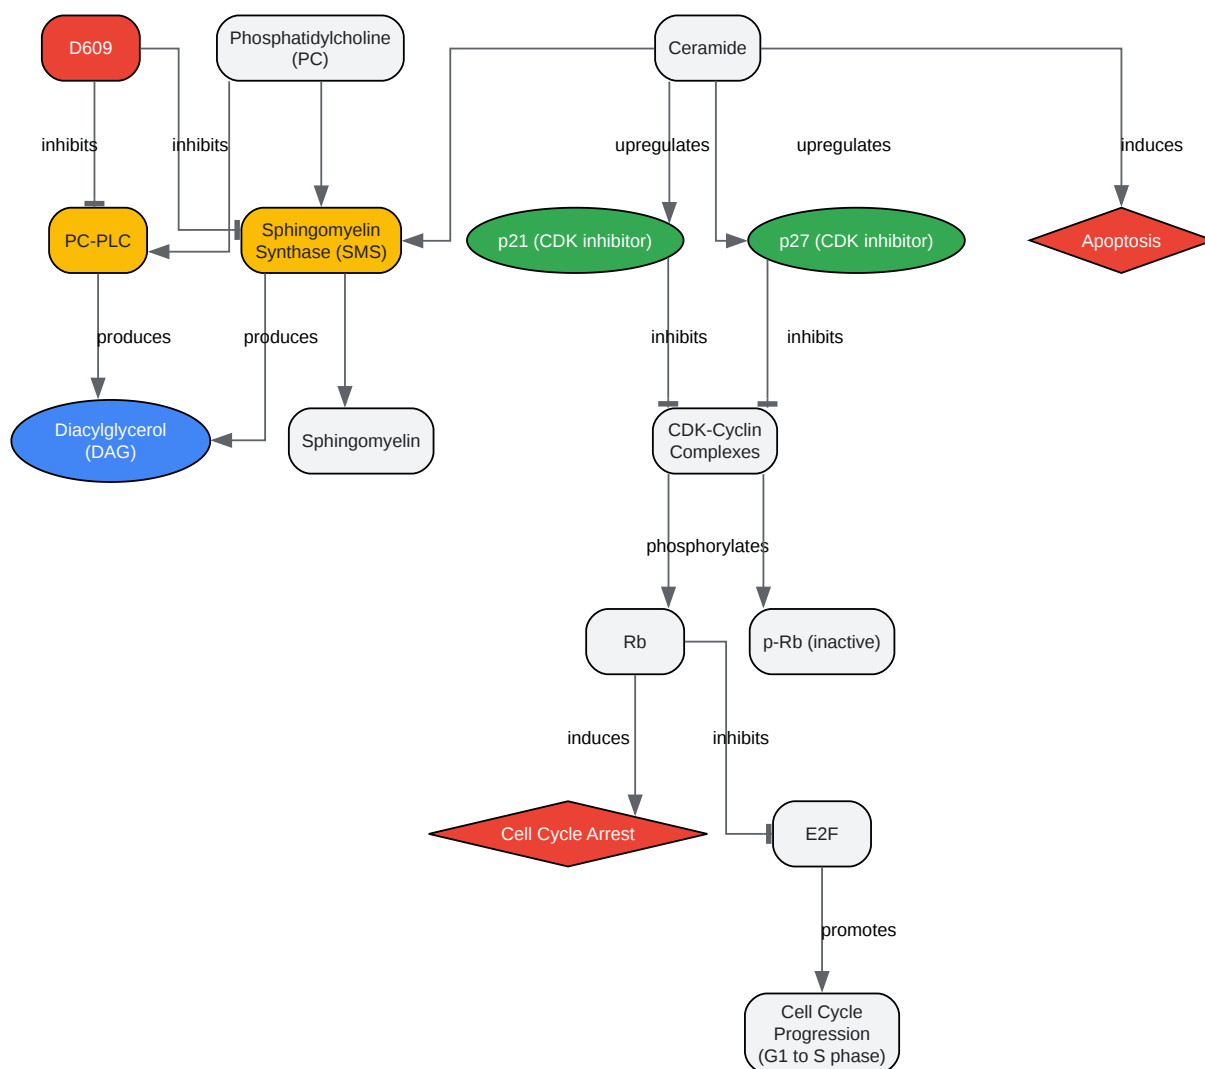 D609
Phosphatidylcholine
(PC)
Ceramide
inhibits
inhibits
upregulates
upregulates
induces
PC-PLC
Sphingomyelin
Synthase (SMS)
p21 (CDK inhibitor)
p27 (CDK inhibitor)
Apoptosis
produces
produces
inhibits
inhibits
Diacylglycerol
(DAG)
Sphingomyelin
CDK-Cyclin
Complexes
phosphorylates
Rb
p-Rb (inactive)
induces
inhibits
Cell Cycle Arrest
E2F
promotes
Cell Cycle
Progression
(G1 to S phase)